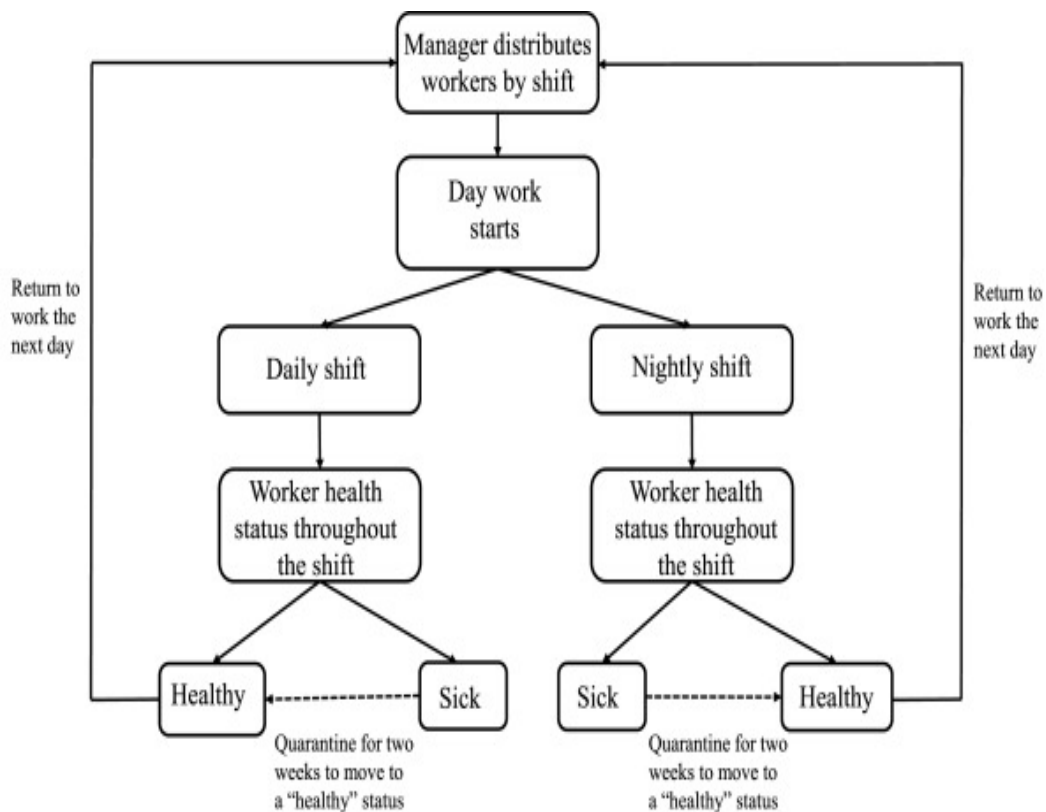 Manager distributes
workers by shift
Day work
starts
Return to
work the
next day
Return to
work the
next day
Daily shift
Nightly shift
Worker health
status throughout
the shift
Worker health
status throughout
the shift
Healthy
Sick
Sick
Healthy
Quarantine for two
weeks to move to
a “healthy” status
Quarantine for two
weeks to move to
a “healthy” status